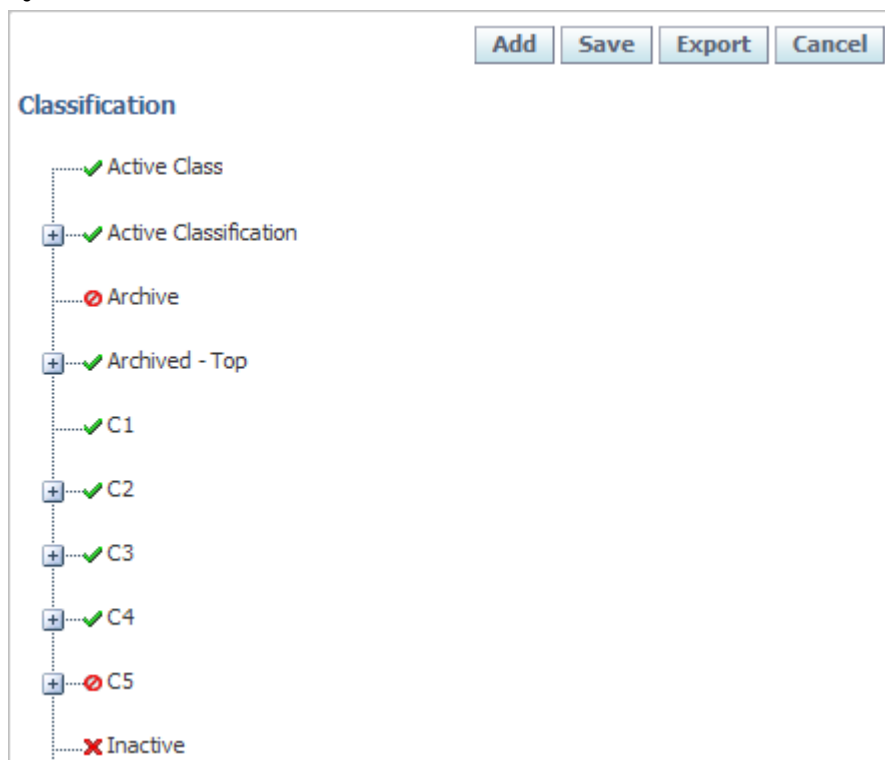 Add Save Export Cancel
Classification
Active Class
Active Classification
Archive
Archived - Top
C1
C2
C3
C4
C5
Inactive